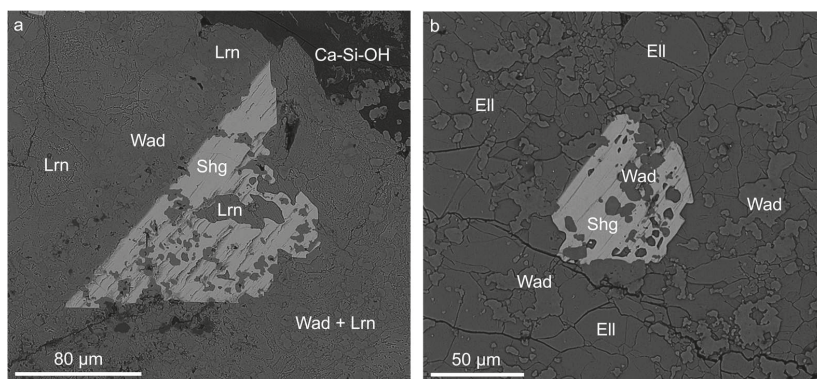 a
Lrn
Ca-Si-OH
Wad
Lrn
Shg
Lrn
Wad + Lrn
80 µm
b
Ell
Ell
Wad
Wad
Shg
Wad
Ell
50 µm